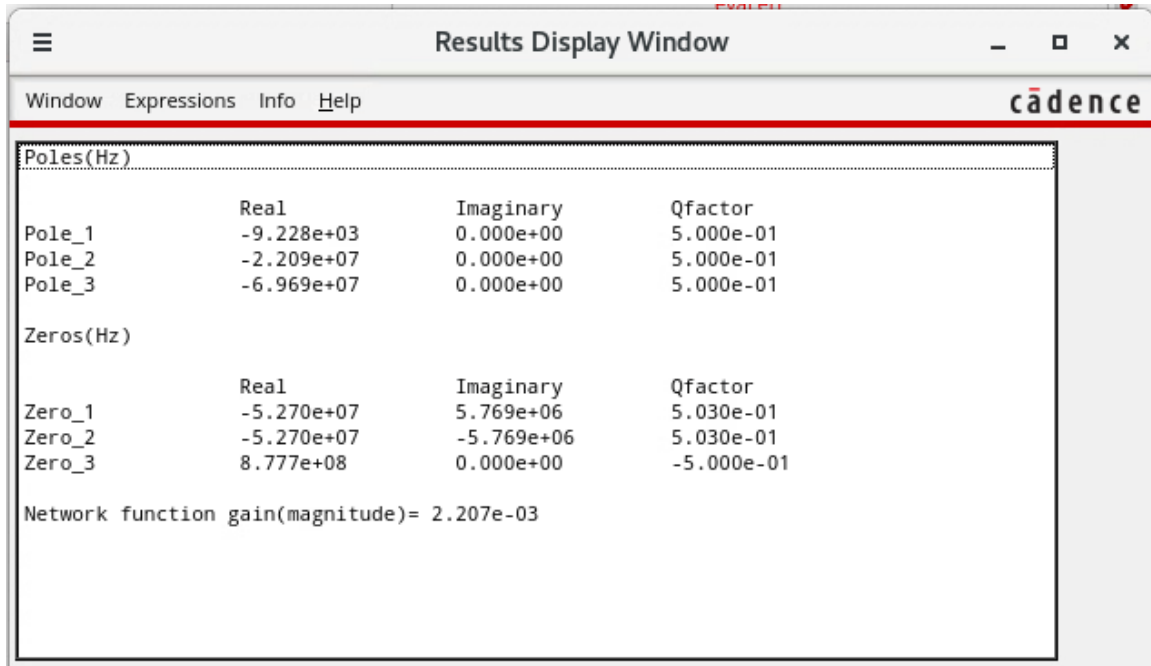 Results Display Window
Window Expressions Info Help
cādence
Poles(Hz)
Real Imaginary Qfactor
Pole_1 -9.228e+03 0.000e+00 5.000e-01
Pole_2 -2.209e+07 0.000e+00 5.000e-01
Pole_3 -6.969e+07 0.000e+00 5.000e-01
Zeros(Hz)
Real Imaginary Qfactor
Zero_1 -5.270e+07 5.769e+06 5.030e-01
Zero_2 -5.270e+07 -5.769e+06 5.030e-01
Zero_3 8.777e+08 0.000e+00 -5.000e-01
Network function gain(magnitude)= 2.207e-03